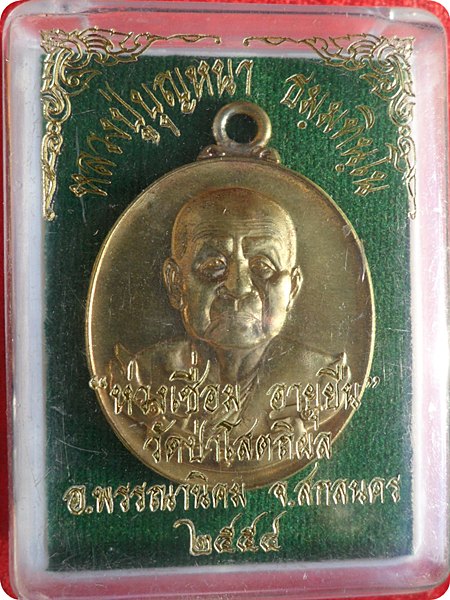 หลวงปู่บุญหนา ธมฺมทินฺโน
"ห่วงเชื่อม อายุยืน"
วัดป่าโสตถิผล
อ.พรรณานิคม จ.สกลนคร
๒๕๕๔